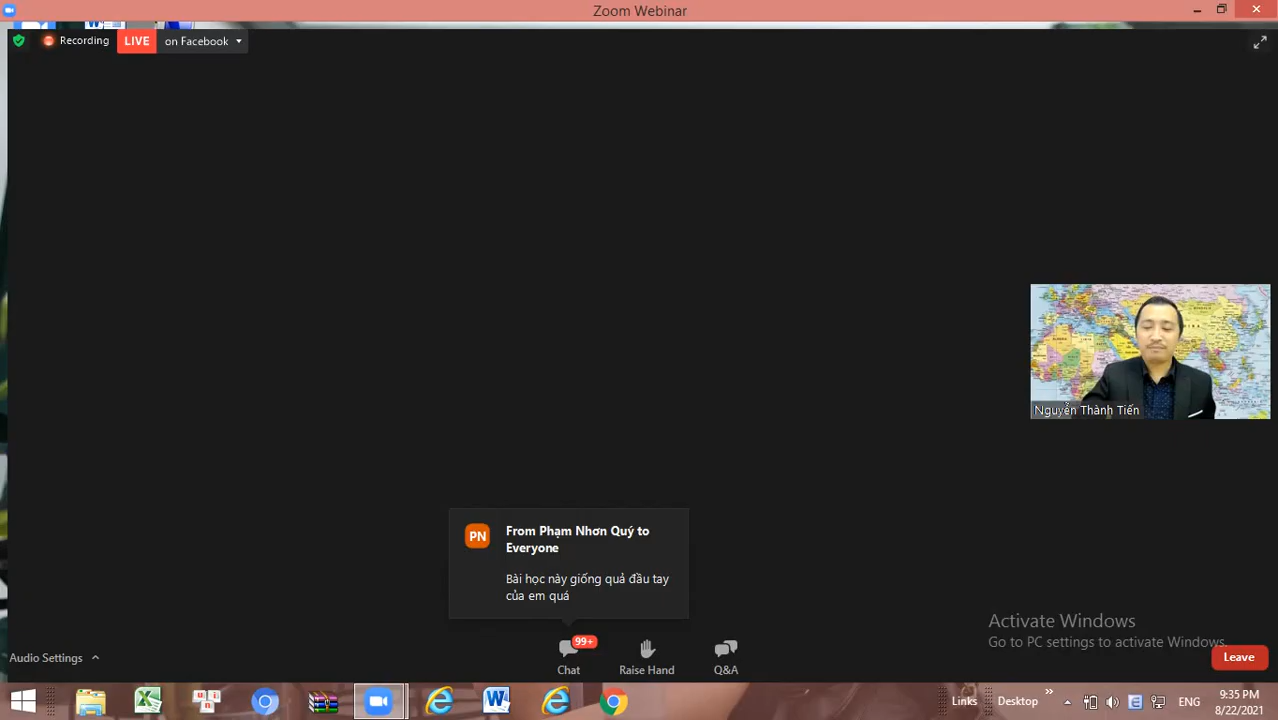 Zoom Webinar
Recording
LIVE
on Facebook
Nguyễn Thành Tiến
PN
From Phạm Nhơn Quý to
Everyone
Bài học này giống quả đầu tay
của em quá
Activate Windows
Go to PC settings to activate Windows.
Audio Settings
99+
Chat
Raise Hand
Q&A
Leave
Links
Desktop
ENG
9:35 PM
8/22/2021